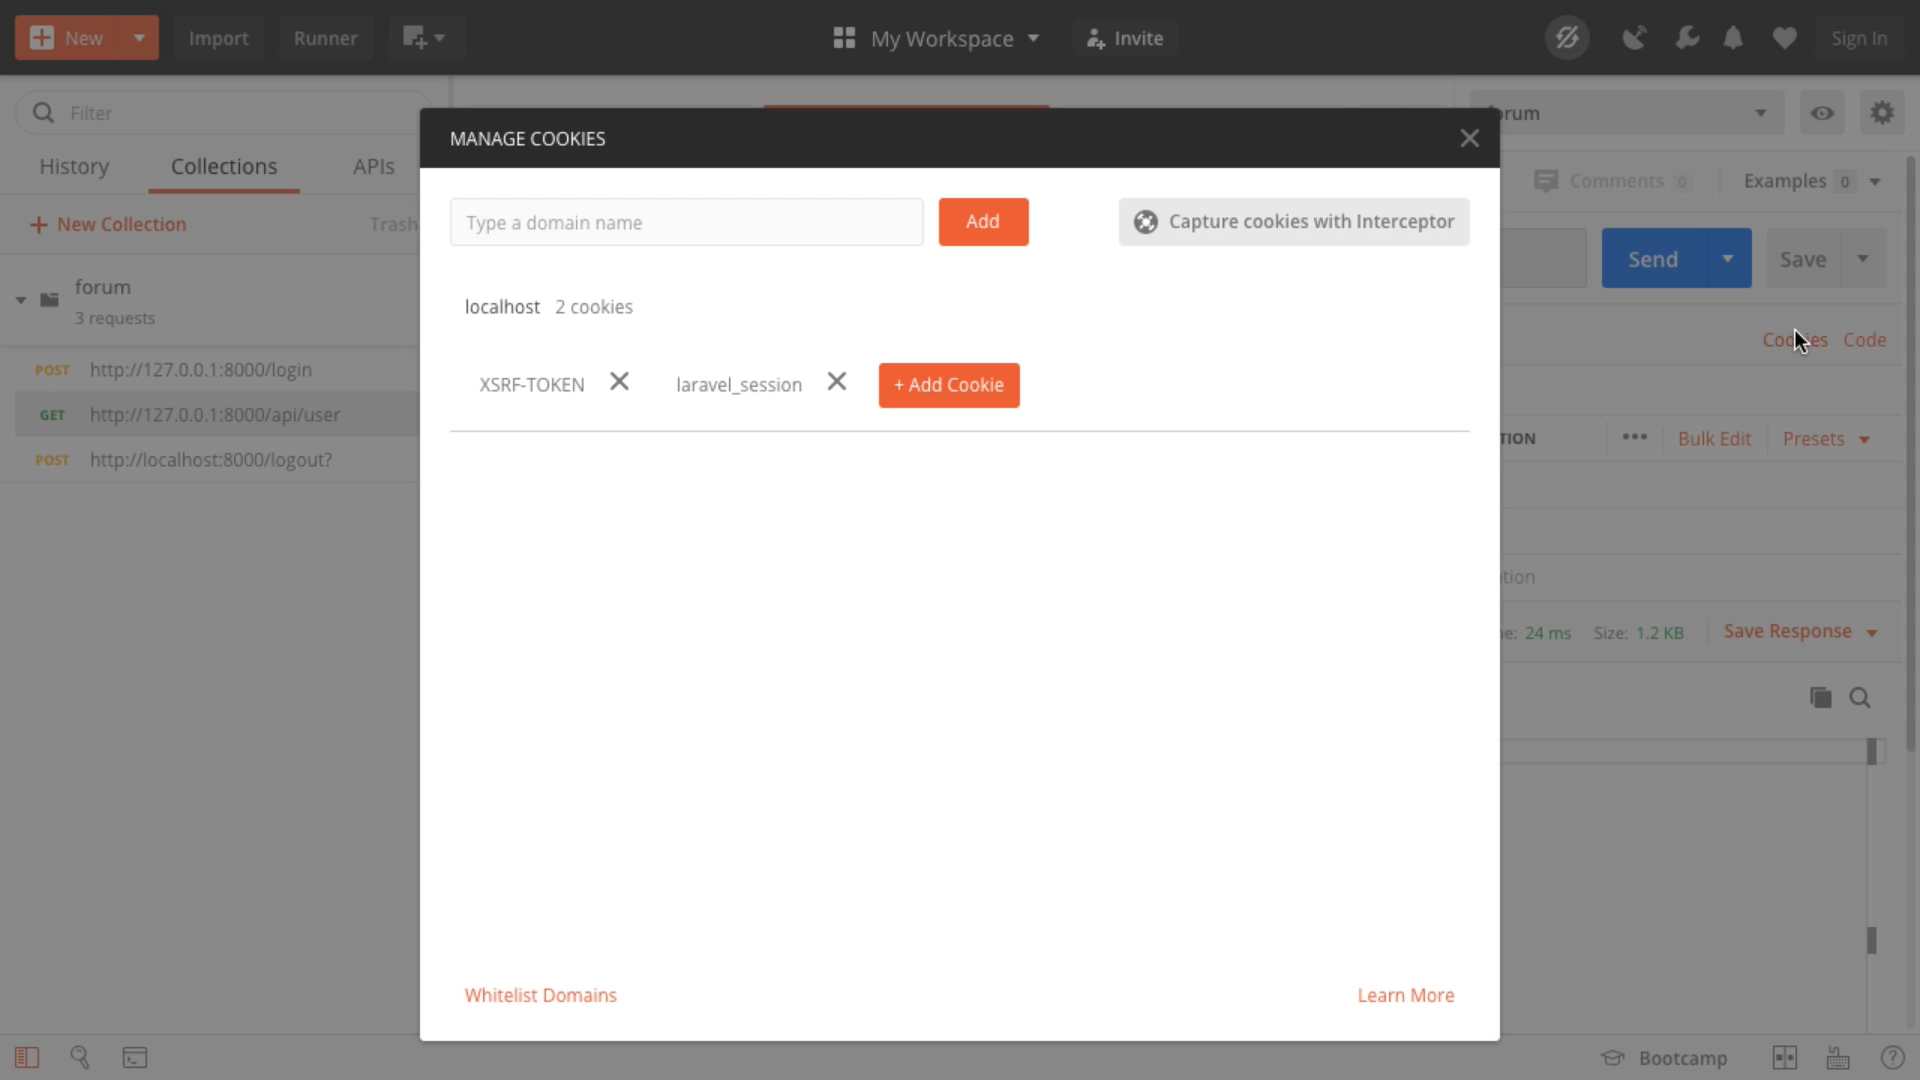 New
Import
Runner
My Workspace
Invite
Sign In
Filter
History
Collections
APIs
+ New Collection
Trash
forum
3 requests
POST http://127.0.0.1:8000/login
GET http://127.0.0.1:8000/api/user
POST http://localhost:8000/logout?
MANAGE COOKIES
Type a domain name
Add
Capture cookies with Interceptor
localhost 2 cookies
XSRF-TOKEN
laravel_session
+ Add Cookie
Whitelist Domains
Learn More
Comments 0
Examples 0
Send
Save
Cookies
Code
Bulk Edit
Presets
24 ms
Size: 1.2 KB
Save Response
Bootcamp